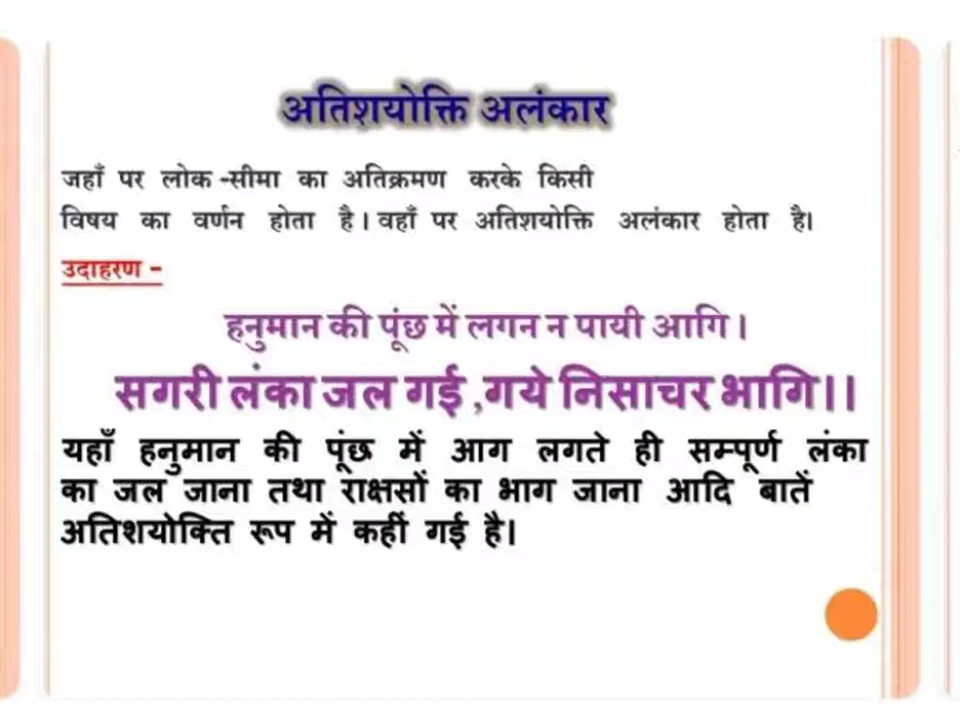 अतिशयोक्ति अलंकार
जहाँ पर लोक -सीमा का अतिक्रमण करके किसी
विषय का वर्णन होता है। वहाँ पर अतिशयोक्ति अलंकार होता है।
उदाहरण -
हनुमान की पूंछ में लगन न पायी आगि।
सगरी लंका जल गई ,गये निसाचर भागि।।
यहाँ हनुमान की पूंछ में आग लगते ही सम्पूर्ण लंका
का जल जाना तथा राक्षसों का भाग जाना आदि बातें
अतिशयोक्ति रूप में कहीं गई है।